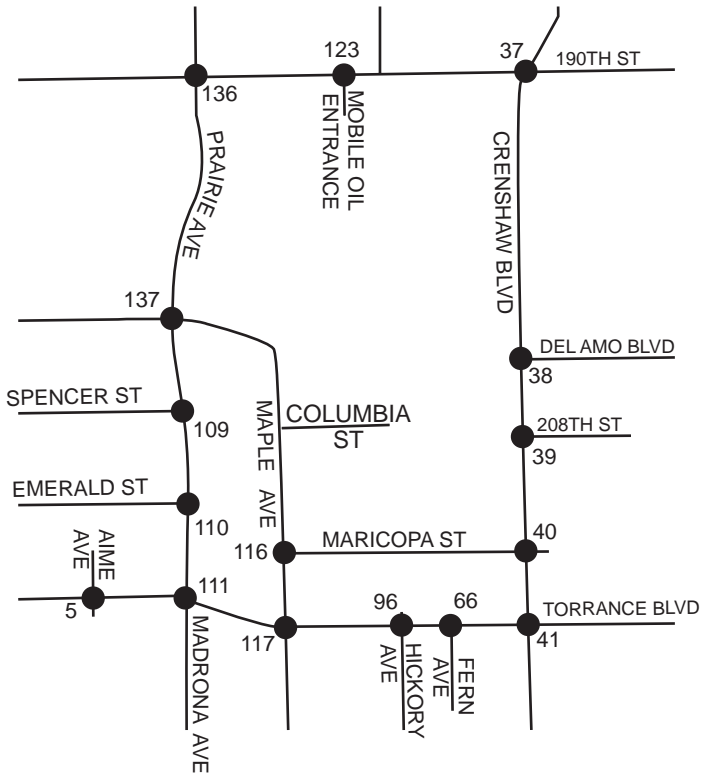 123
37
190TH ST
136
MOBILE OIL
ENTRANCE
PRAIRIE AVE
CRENSHAW BLVD
137
DEL AMO BLVD
38
SPENCER ST
109
MAPLE AVE
COLUMBIA
ST
208TH ST
39
EMERALD ST
110
AIME
AVE
116
MARICOPA ST
40
5
111
117
96
66
TORRANCE BLVD
41
MADRONA AVE
HICKORY
AVE
FERN
AVE